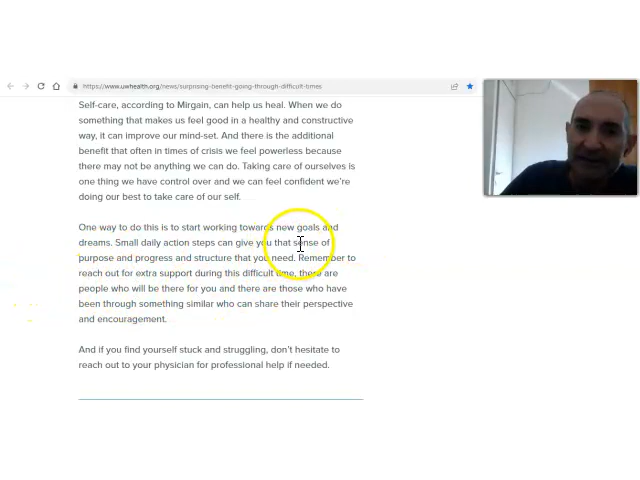 https://www.uwhealth.org/news/surprising-benefit-going-through-difficult-times
Self-care, according to Mirgain, can help us heal. When we do
something that makes us feel good in a healthy and constructive
way, it can improve our mind-set. And there is the additional
benefit that often in times of crisis we feel powerless because
there may not be anything we can do. Taking care of ourselves is
one thing we have control over and we can feel confident we're
doing our best to take care of our self.
One way to do this is to start working towards new goals and
dreams. Small daily action steps can give you that sense of
purpose and progress and structure that you need. Remember to
reach out for extra support during this difficult time, there are
people who will be there for you and there are those who have
been through something similar who can share their perspective
and encouragement.
And if you find yourself stuck and struggling, don't hesitate to
reach out to your physician for professional help if needed.